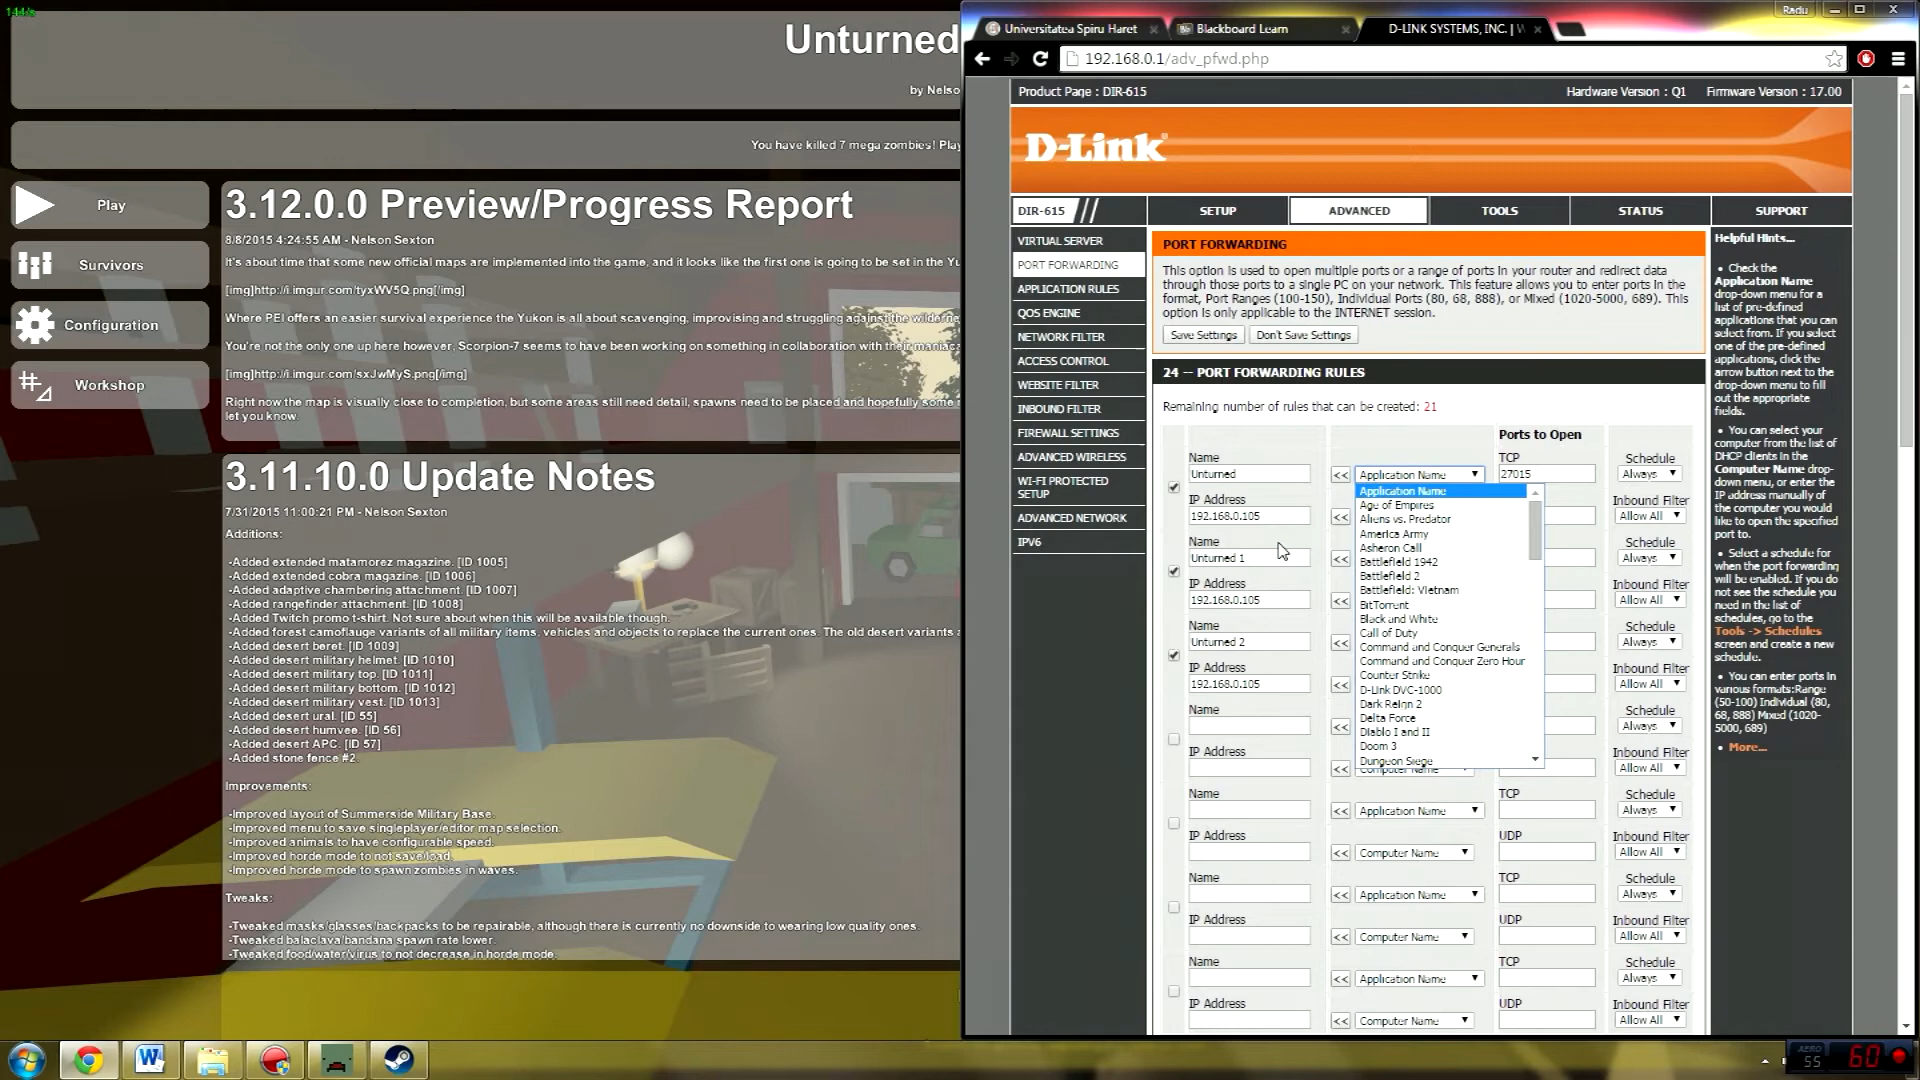 144/s
Unturned
by Nelso
You have killed 7 mega zombies! Play
Play
Survivors
Configuration
Workshop
3.12.0.0 Preview/Progress Report
8/8/2015 4:24:55 AM - Nelson Sexton
It's about time that some new official maps are implemented into the game, and it looks like the first one is going to be set in the Yu
[img]http://i.imgur.com/tyxWV5Q.png[/img]
Where PEI offers an easier survival experience the Yukon is all about scavenging, improvising and struggling against the wilderne
You're not the only one up here however, Scorpion-7 seems to have been working on something in collaboration with their maniaca
[img]http://i.imgur.com/sxJwMyS.png[/img]
Right now the map is visually close to completion, but some areas still need detail, spawns need to be placed and hopefully some
let you know.
3.11.10.0 Update Notes
7/31/2015 11:00:21 PM - Nelson Sexton
Additions:
-Added extended matamorez magazine. [ID 1005]
-Added extended cobra magazine. [ID 1006]
-Added adaptive chambering attachment. [ID 1007]
-Added rangefinder attachment. [ID 1008]
-Added Twitch promo t-shirt. Not sure about when this will be available though.
-Added forest camoflauge variants of all military items, vehicles and objects to replace the current ones. The old desert variants a
-Added desert beret. [ID 1009]
-Added desert military helmet. [ID 1010]
-Added desert military top. [ID 1011]
-Added desert military bottom. [ID 1012]
-Added desert military vest. [ID 1013]
-Added desert ural. [ID 55]
-Added desert humvee. [ID 56]
-Added desert APC. [ID 57]
-Added stone fence #2.
Improvements:
-Improved layout of Summerside Military Base.
-Improved menu to save singleplayer/editor map selection.
-Improved animals to have configurable speed.
-Improved horde mode to not save/load.
-Improved horde mode to spawn zombies in waves.
Tweaks:
-Tweaked masks/glasses/backpacks to be repairable, although there is currently no downside to wearing low quality ones.
-Tweaked balaclava/bandana spawn rate lower.
-Tweaked food/water/virus to not decrease in horde mode.
Radu
Universitatea Spiru Haret
Blackboard Learn
D-LINK SYSTEMS, INC. | W
192.168.0.1/adv_pfwd.php
Product Page : DIR-615 Hardware Version : Q1 Firmware Version : 17.00
D-Link
DIR-615 SETUP ADVANCED TOOLS STATUS SUPPORT
VIRTUAL SERVER
PORT FORWARDING
APPLICATION RULES
QOS ENGINE
NETWORK FILTER
ACCESS CONTROL
WEBSITE FILTER
INBOUND FILTER
FIREWALL SETTINGS
ADVANCED WIRELESS
WI-FI PROTECTED
SETUP
ADVANCED NETWORK
IPV6
PORT FORWARDING
This option is used to open multiple ports or a range of ports in your router and redirect data
through those ports to a single PC on your network. This feature allows you to enter ports in the
format, Port Ranges (100-150), Individual Ports (80, 68, 888), or Mixed (1020-5000, 689). This
option is only applicable to the INTERNET session.
Save Settings Don't Save Settings
24 -- PORT FORWARDING RULES
Remaining number of rules that can be created: 21
Ports to Open
Name TCP Schedule
Unturned << Application Name 27015 Always
IP Address Inbound Filter
192.168.0.105 << Allow All
Name Schedule
Unturned 1 << Always
IP Address Inbound Filter
192.168.0.105 << Allow All
Name Schedule
Unturned 2 << Always
IP Address Inbound Filter
192.168.0.105 << Allow All
Name Schedule
<< Always
IP Address Inbound Filter
<< Computer Name Allow All
Application Name
Age of Empires
Aliens vs. Predator
America Army
Asheron Call
Battlefield 1942
Battlefield 2
Battlefield: Vietnam
BitTorrent
Black and White
Call of Duty
Command and Conquer Generals
Command and Conquer Zero Hour
Counter Strike
D-Link DVC-1000
Dark Reign 2
Delta Force
Diablo I and II
Doom 3
Dungeon Siege
Name TCP Schedule
<< Application Name Always
IP Address UDP Inbound Filter
<< Computer Name Allow All
Name TCP Schedule
<< Application Name Always
IP Address UDP Inbound Filter
<< Computer Name Allow All
Name TCP Schedule
<< Application Name Always
IP Address UDP Inbound Filter
<< Computer Name Allow All
Helpful Hints...
• Check the
Application Name
drop-down menu for a
list of pre-defined
applications that you can
select from. If you select
one of the pre-defined
applications, click the
arrow button next to the
drop-down menu to fill
out the appropriate
fields.
• You can select your
computer from the list of
DHCP clients in the
Computer Name drop-
down menu, or enter the
IP address manually of
the computer you would
like to open the specified
port to.
• Select a schedule for
when the port forwarding
will be enabled. If you do
not see the schedule you
need in the list of
schedules, go to the
Tools -> Schedules
screen and create a new
schedule.
• You can enter ports in
various formats:Range
(50-100) Individual (80,
68, 888) Mixed (1020-
5000, 689)
• More...
AERO
55
60